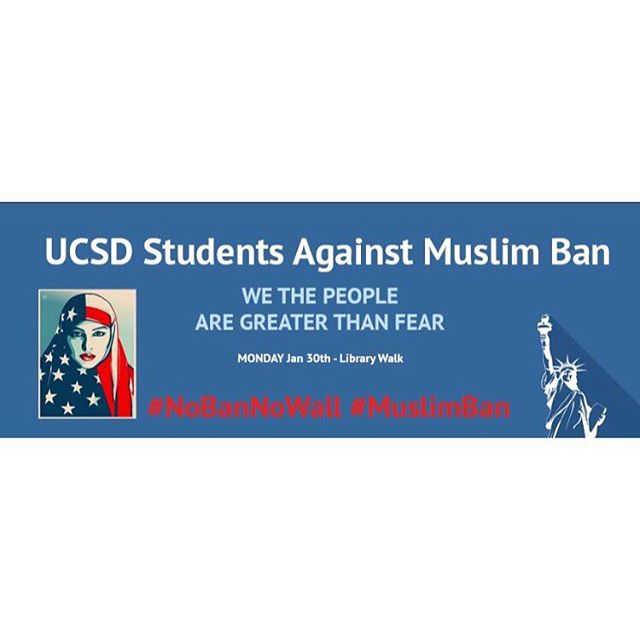 UCSD Students Against Muslim Ban
WE THE PEOPLE
ARE GREATER THAN FEAR
MONDAY Jan 30th - Library Walk
#NoBanNoWall #MuslimBan